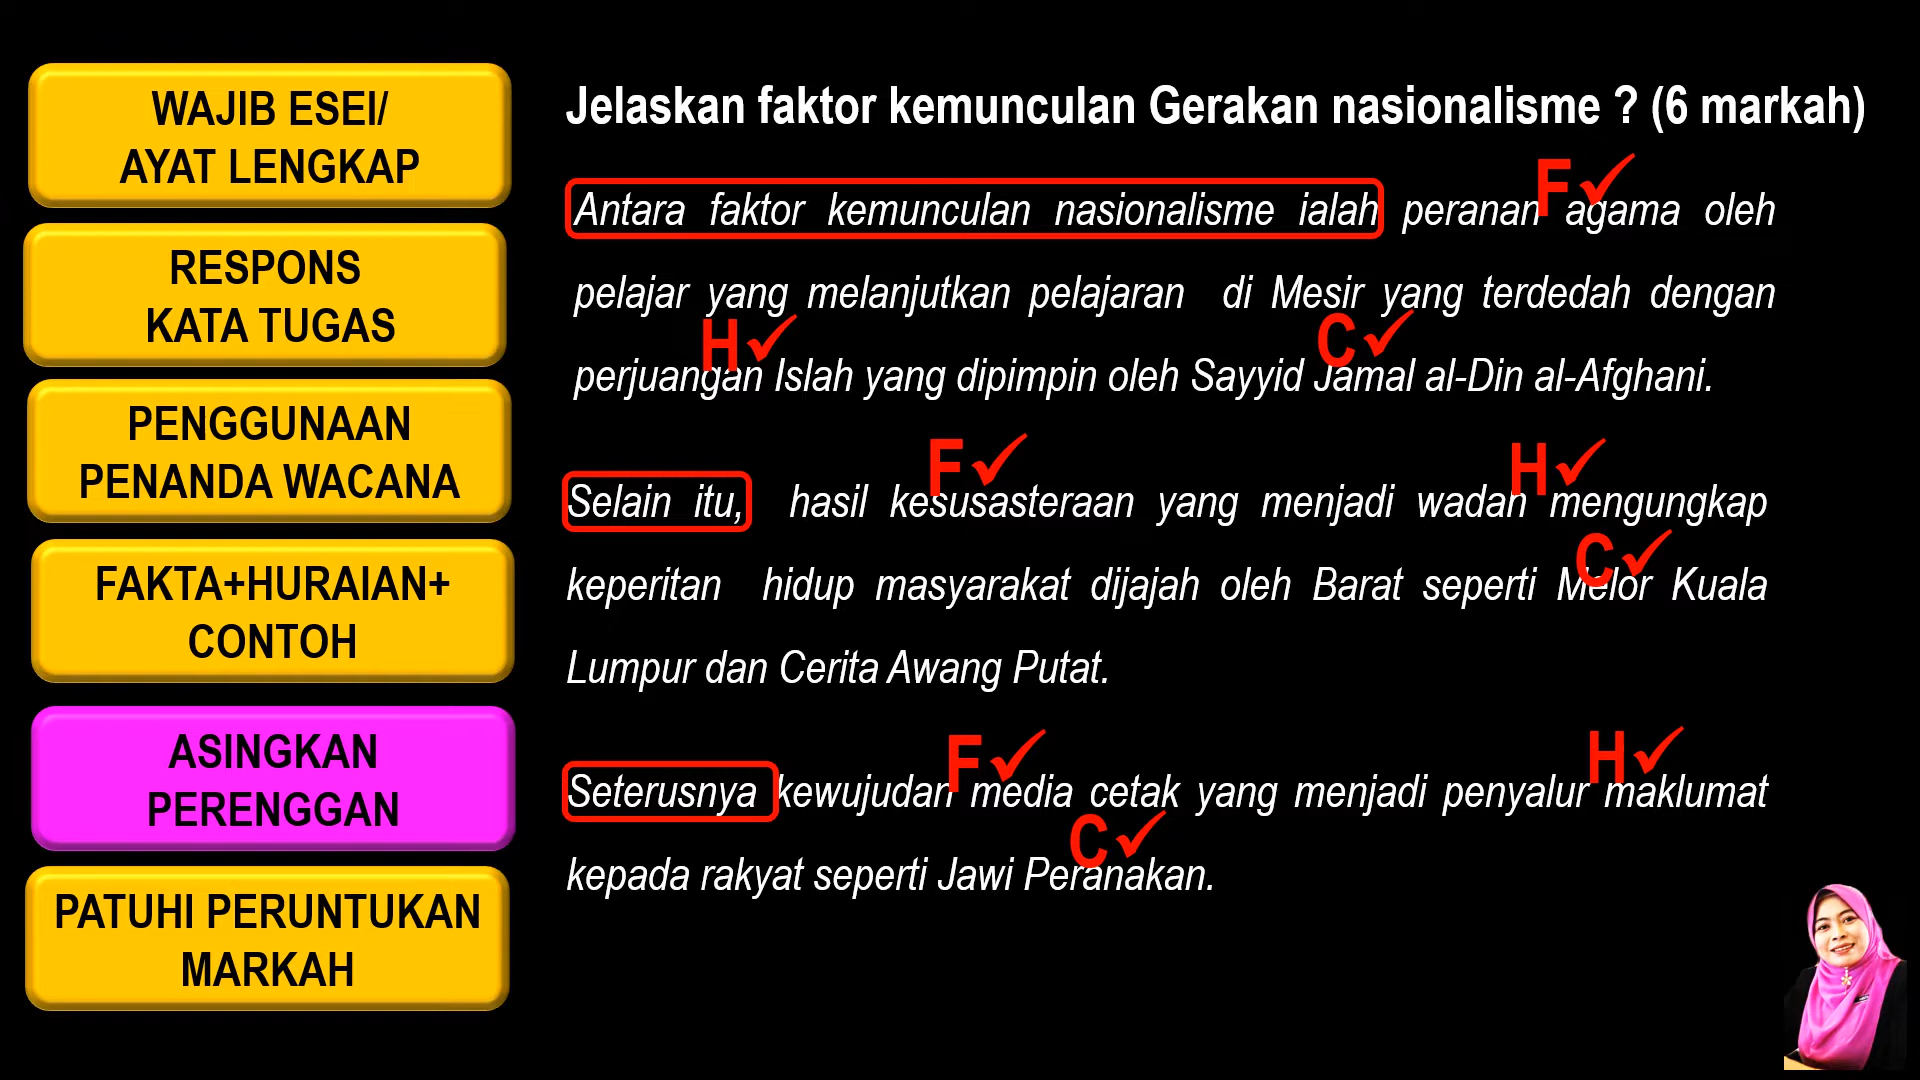 WAJIB ESEI/
AYAT LENGKAP
RESPONS
KATA TUGAS
PENGGUNAAN
PENANDA WACANA
FAKTA+HURAIAN+
CONTOH
ASINGKAN
PERENGGAN
PATUHI PERUNTUKAN
MARKAH
Jelaskan faktor kemunculan Gerakan nasionalisme ? (6 markah)
F✓
Antara faktor kemunculan nasionalisme ialah peranan agama oleh
pelajar yang melanjutkan pelajaran di Mesir yang terdedah dengan
H✓ C✓
perjuangan Islah yang dipimpin oleh Sayyid Jamal al-Din al-Afghani.
F✓ H✓
Selain itu, hasil kesusasteraan yang menjadi wadah mengungkap
C✓
keperitan hidup masyarakat dijajah oleh Barat seperti Melor Kuala
Lumpur dan Cerita Awang Putat.
F✓ H✓
Seterusnya kewujudan media cetak yang menjadi penyalur maklumat
C✓
kepada rakyat seperti Jawi Peranakan.